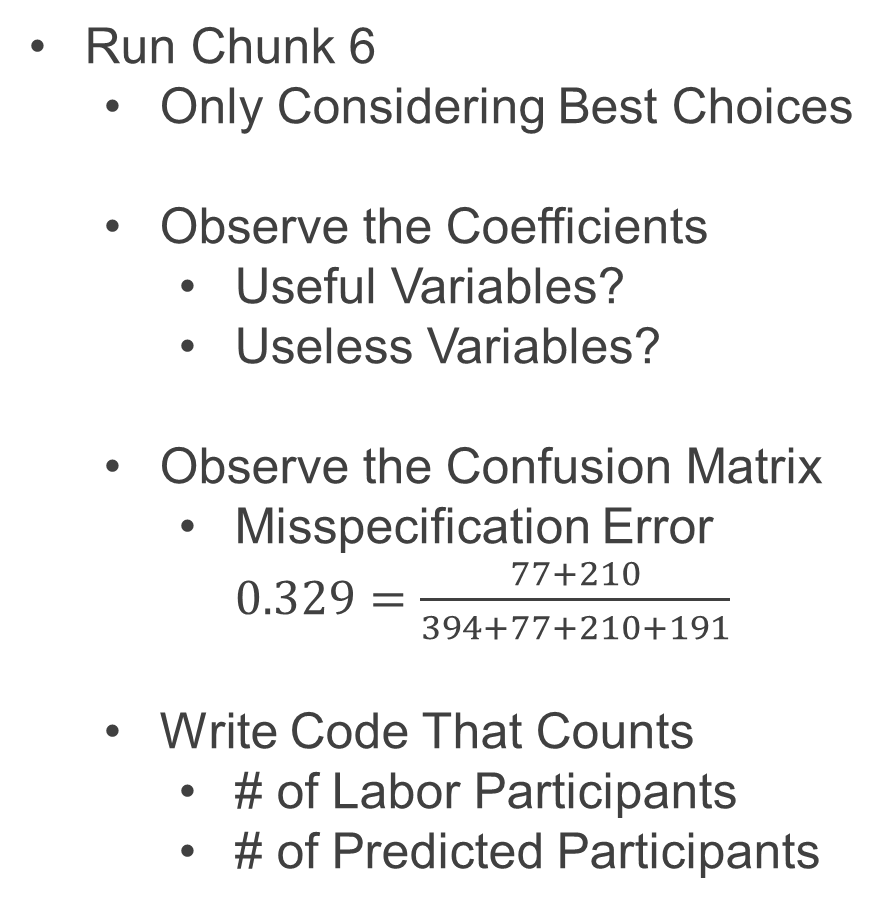 • Run Chunk 6
• Only Considering Best Choices
• Observe the Coefficients
• Useful Variables?
• Useless Variables?
• Observe the Confusion Matrix
• Misspecification Error
0.329 = \frac{77+210}{394+77+210+191}
• Write Code That Counts
• # of Labor Participants
• # of Predicted Participants